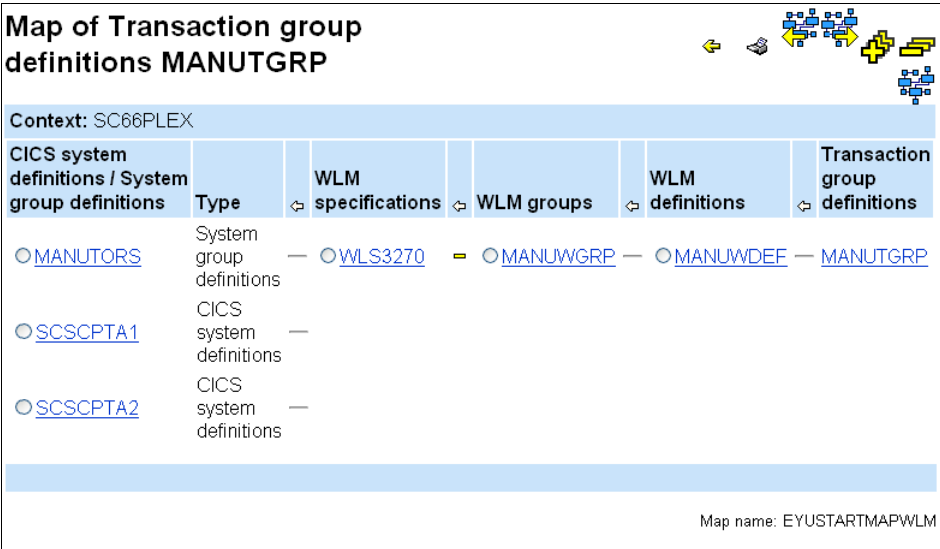 Map of Transaction group
definitions MANUTGRP
Context: SC66PLEX
CICS system
definitions / System
group definitions
Type
WLM
specifications
WLM groups
WLM
definitions
Transaction
group
definitions
MANUTORS
System
group
definitions
WLS3270
MANUWGRP
MANUWDEF
MANUTGRP
SCSCPTA1
CICS
system
definitions
SCSCPTA2
CICS
system
definitions
Map name: EYUSTARTMAPWLM